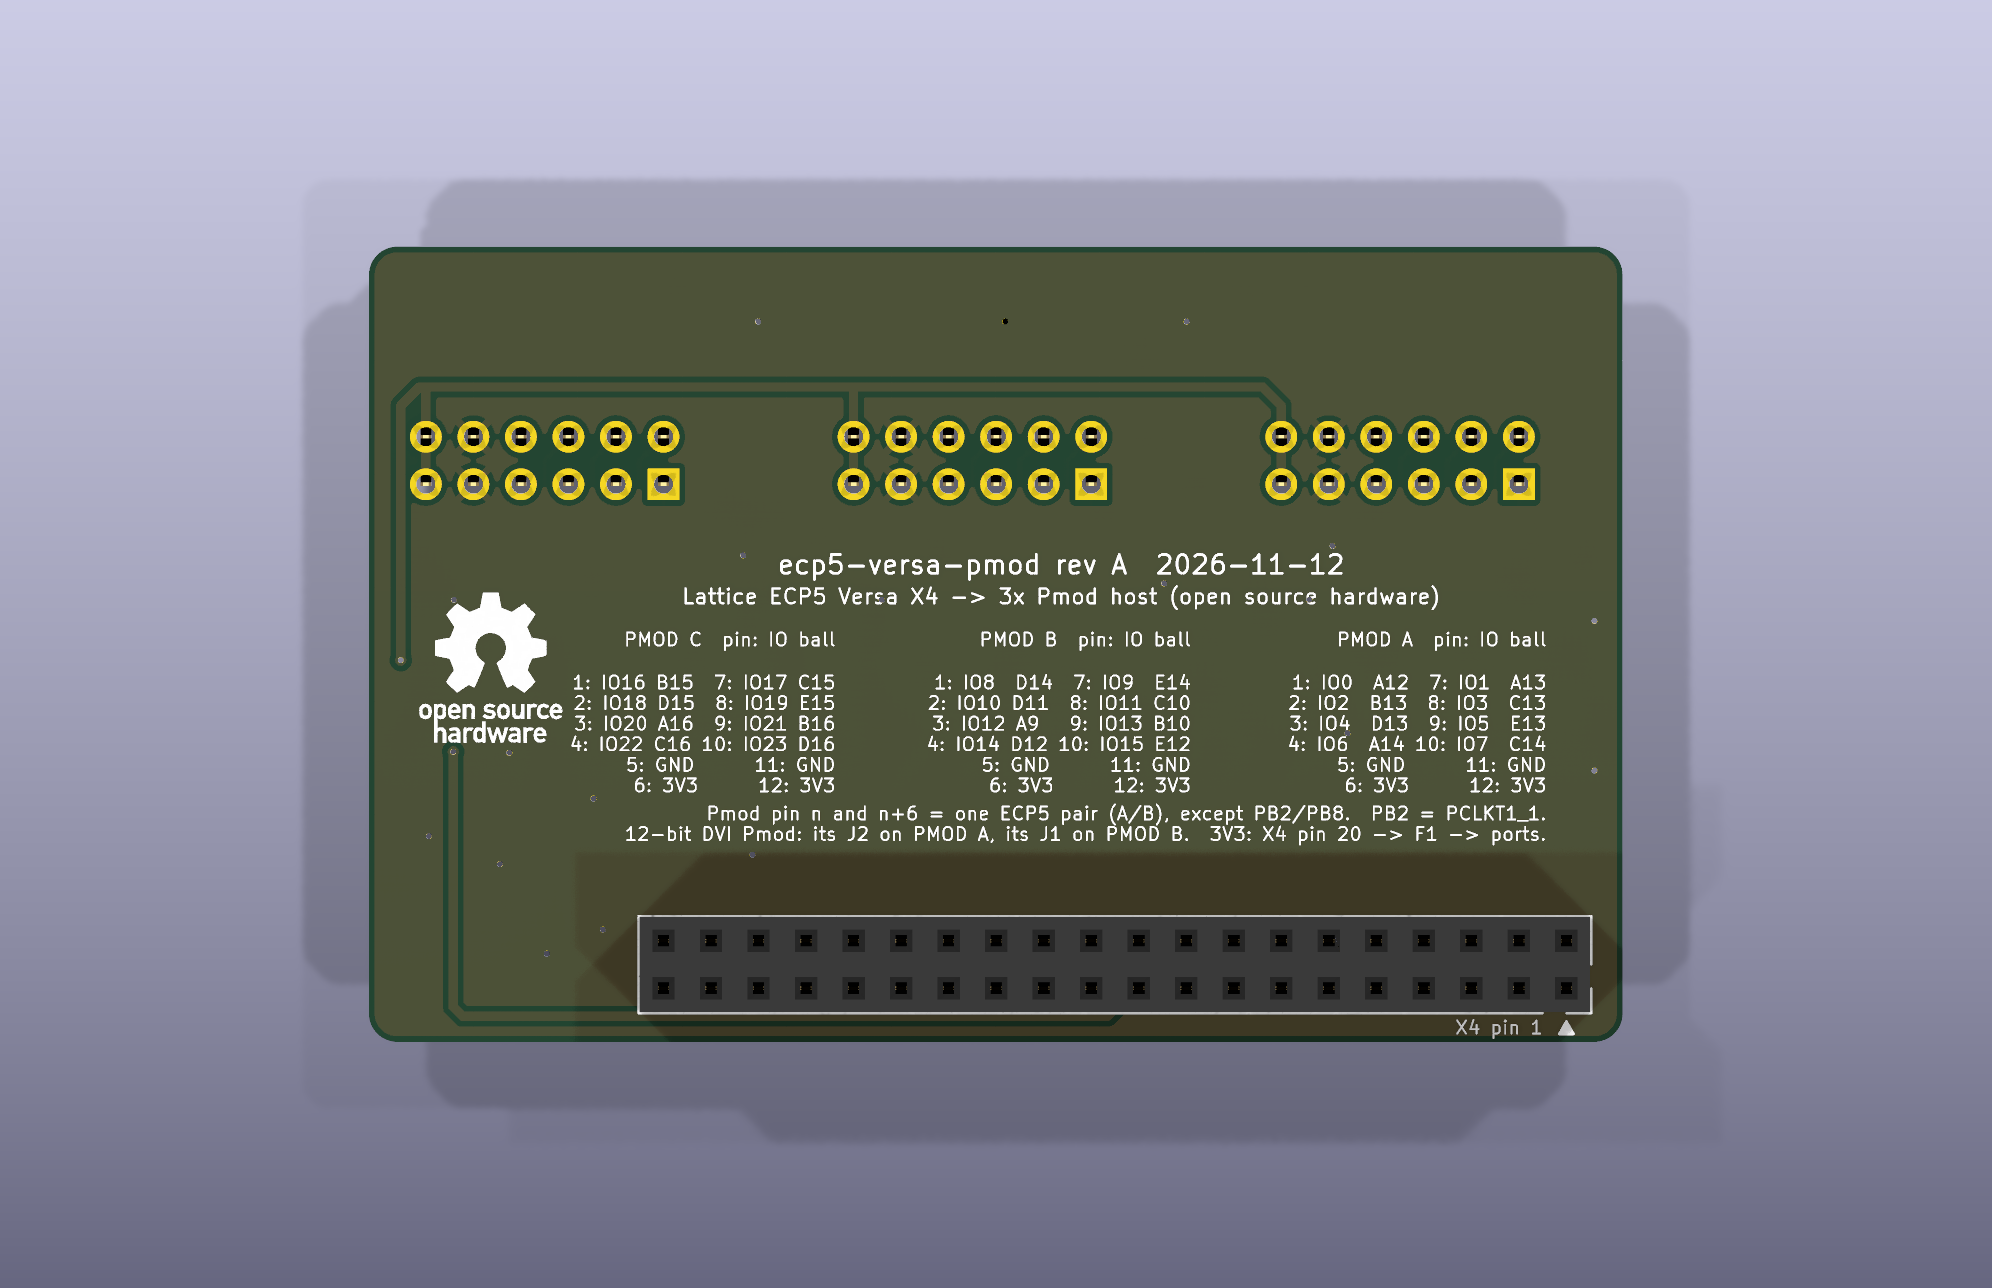 ecp5-versa-pmod rev A 2026-11-12
Lattice ECP5 Versa X4 -> 3x Pmod host (open source hardware)
PMOD C pin: IO ball
1: IO16 B15 7: IO17 C15
2: IO18 D15 8: IO19 E15
3: IO20 A16 9: IO21 B16
4: IO22 C16 10: IO23 D16
5: GND 11: GND
6: 3V3 12: 3V3
PMOD B pin: IO ball
1: IO8 D14 7: IO9 E14
2: IO10 D11 8: IO11 C10
3: IO12 A9 9: IO13 B10
4: IO14 D12 10: IO15 E12
5: GND 11: GND
6: 3V3 12: 3V3
PMOD A pin: IO ball
1: IO0 A12 7: IO1 A13
2: IO2 B13 8: IO3 C13
3: IO4 D13 9: IO5 E13
4: IO6 A14 10: IO7 C14
5: GND 11: GND
6: 3V3 12: 3V3
open source
hardware
Pmod pin n and n+6 = one ECP5 pair (A/B), except PB2/PB8. PB2 = PCLKT1_1.
12-bit DVI Pmod: its J2 on PMOD A, its J1 on PMOD B. 3V3: X4 pin 20 -> F1 -> ports.
X4 pin 1